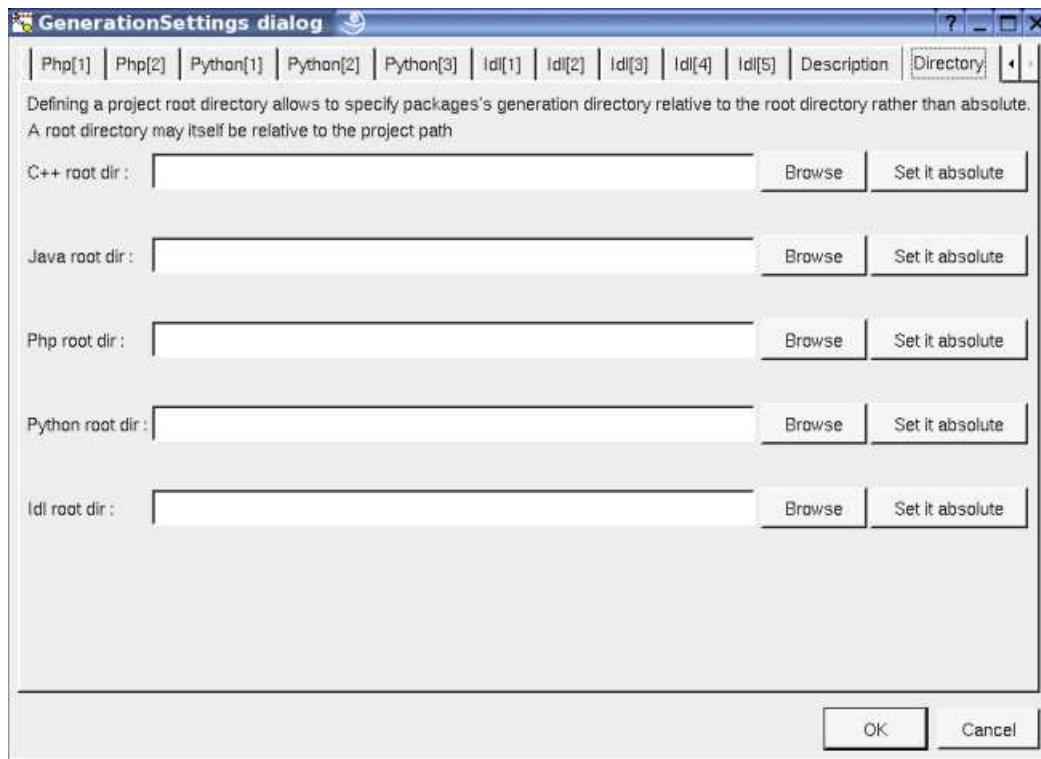 GenerationSettings dialog
Php[1] Php[2] Python[1] Python[2] Python[3] Idl[1] Idl[2] Idl[3] Idl[4] Idl[5] Description Directory
Defining a project root directory allows to specify packages's generation directory relative to the root directory rather than absolute.
A root directory may itself be relative to the project path
C++ root dir : Browse Set it absolute
Java root dir : Browse Set it absolute
Php root dir : Browse Set it absolute
Python root dir : Browse Set it absolute
Idl root dir : Browse Set it absolute
OK Cancel